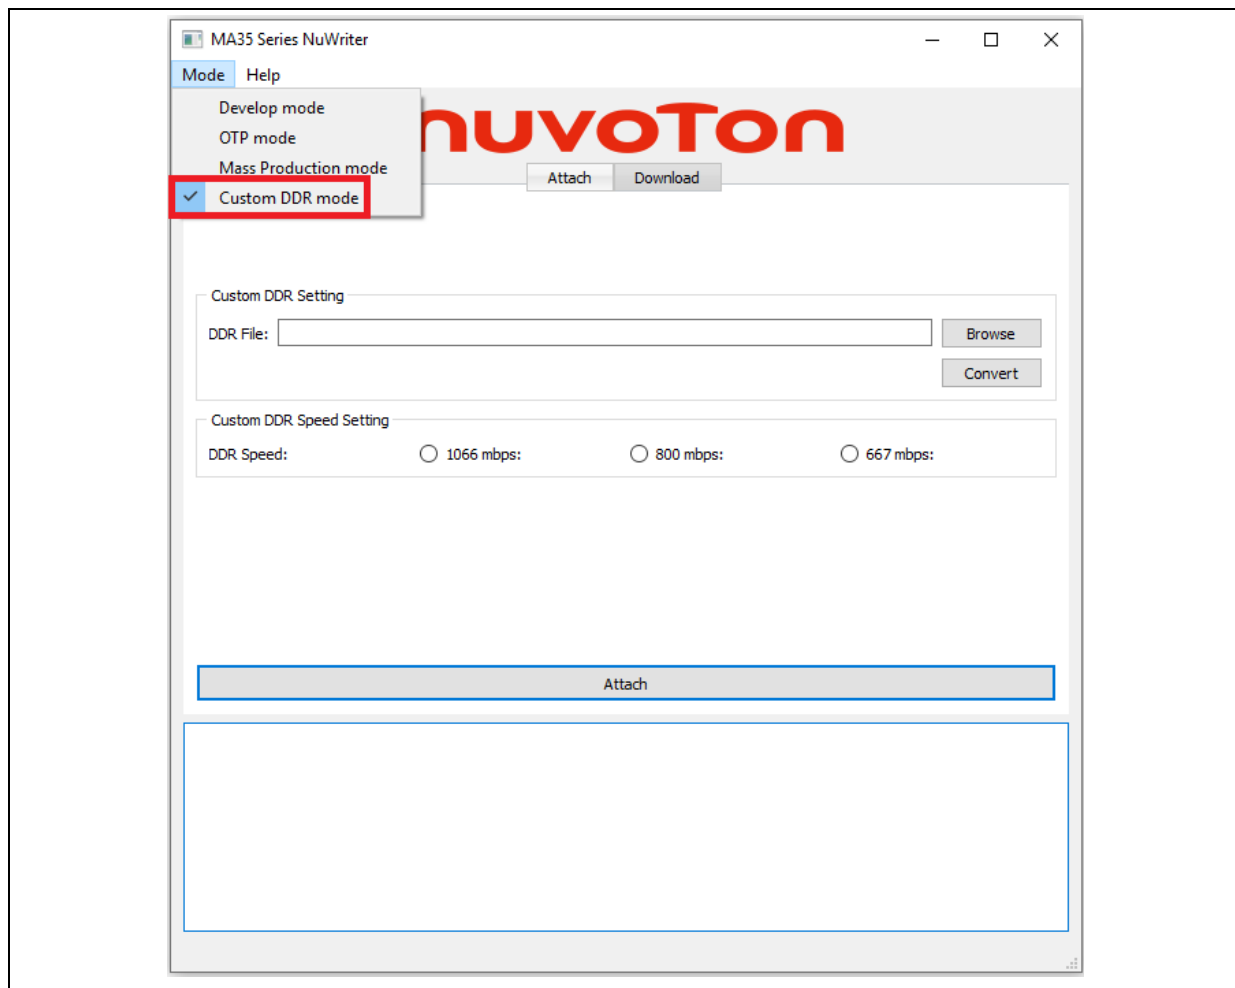 MA35 Series NuWriter
Mode Help
Develop mode
OTP mode
Mass Production mode
Custom DDR mode
nuvoTon
Attach Download
Custom DDR Setting
DDR File: Browse
Convert
Custom DDR Speed Setting
DDR Speed: 1066 mbps: 800 mbps: 667 mbps:
Attach